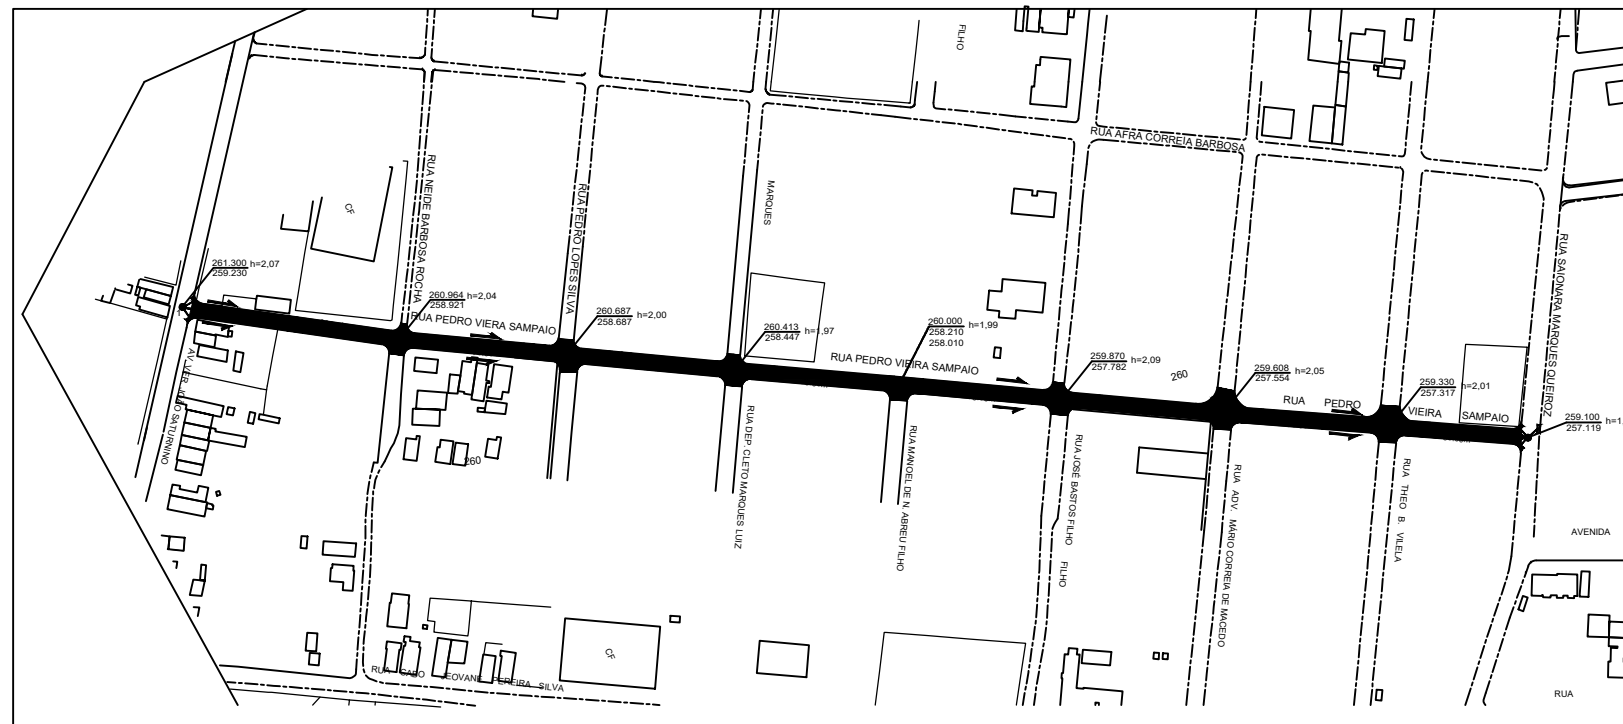 FILHO
RUA AFRA CORREIA BARBOSA
RUA NEIDE BARBOSA ROCHA
RUA PEDRO LOPES SILVA
MARQUES
CF
RUA SAIONARA MARQUES QUEIROZ
261.300 h=2,07
259.230
260.964 h=2,04
258.921
260.687 h=2,00
258.687
260.413 h=1,97
258.447
260.000 h=1,99
258.210
258.010
259.870 h=2,09
257.782
259.608 h=2,05
257.554
259.330 h=2,01
257.317
259.100 h=1.
257.119
RUA PEDRO VIERA SAMPAIO
RUA PEDRO VIEIRA SAMPAIO
260
RUA PEDRO VIEIRA SAMPAIO
260
RUA DEP. CLETO MARQUES LUIZ
RUA MANOEL DE N. ABREU FILHO
RUA JOSÉ BASTOS FILHO
FILHO
RUA ADV. MÁRIO CORREIA DE MACEDO
RUA THEO B. VILELA
AVENIDA
CF
RUA CABO JEOVANE PEREIRA SILVA
RUA